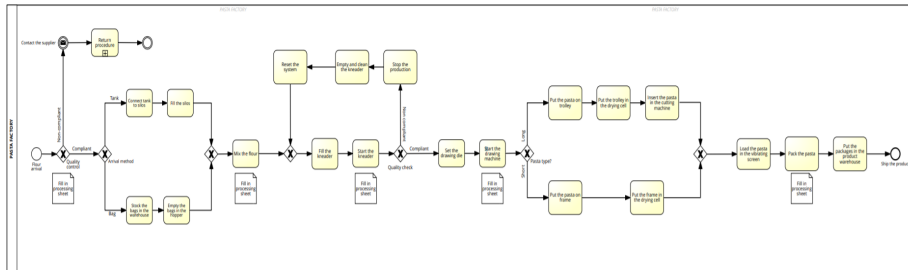 PASTA FACTORY
Contact the supplier
Return
procedure
Non-compliant
Flour
arrival
Compliant
Quality
control
Fill in
processing
sheet
Arrival method
Tank
Connect tank
to silos
Fill the silos
Bag
Stock the
bags in the
warehouse
Empty the
bags in the
hopper
Mix the flour
Fill in
processing
sheet
Reset the
system
Empty and clean
the kneader
Stop the
production
Fill the
kneader
Start the
kneader
Fill in
processing
sheet
Non-compliant
Compliant
Quality check
Set the
drawing die
Start the
drawing
machine
Fill in
processing
sheet
Pasta type?
Long
Put the pasta on
trolley
Put the trolley in
the drying cell
Insert the pasta
in the cutting
machine
Short
Put the pasta on
frame
Put the frame in
the drying cell
Load the pasta
in the vibrating
screen
Pack the pasta
Fill in
processing
sheet
Put the
packages in the
product
warehouse
Ship the product